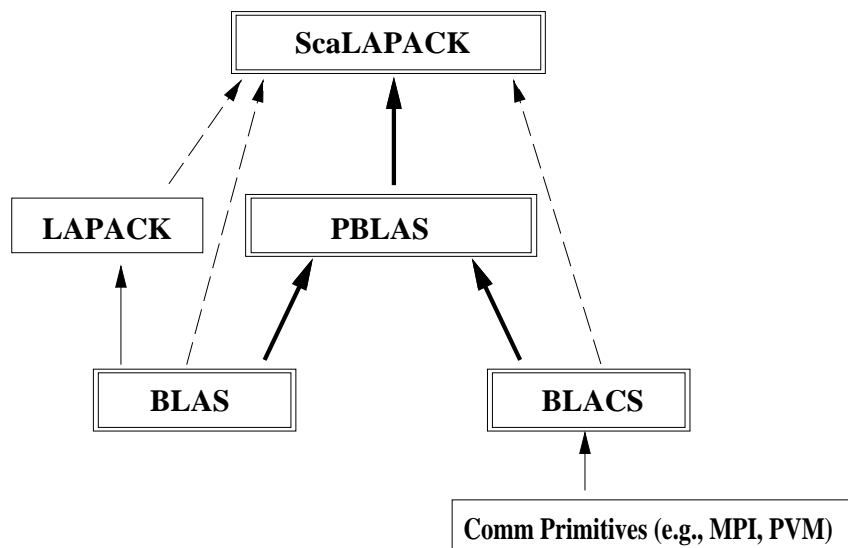 ScaLAPACK
LAPACK
PBLAS
BLAS
BLACS
Comm Primitives (e.g., MPI, PVM)